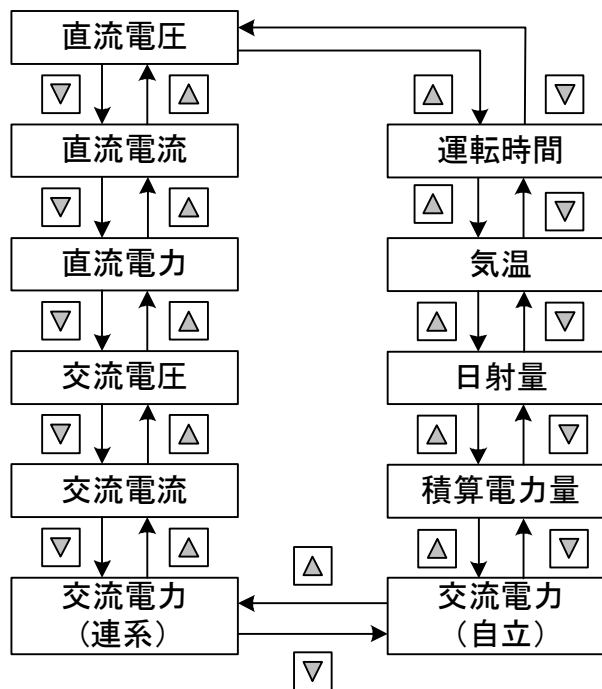 直流電圧
直流電流
直流電力
交流電圧
交流電流
交流電力
(連系)
運転時間
気温
日射量
積算電力量
交流電力
(自立)